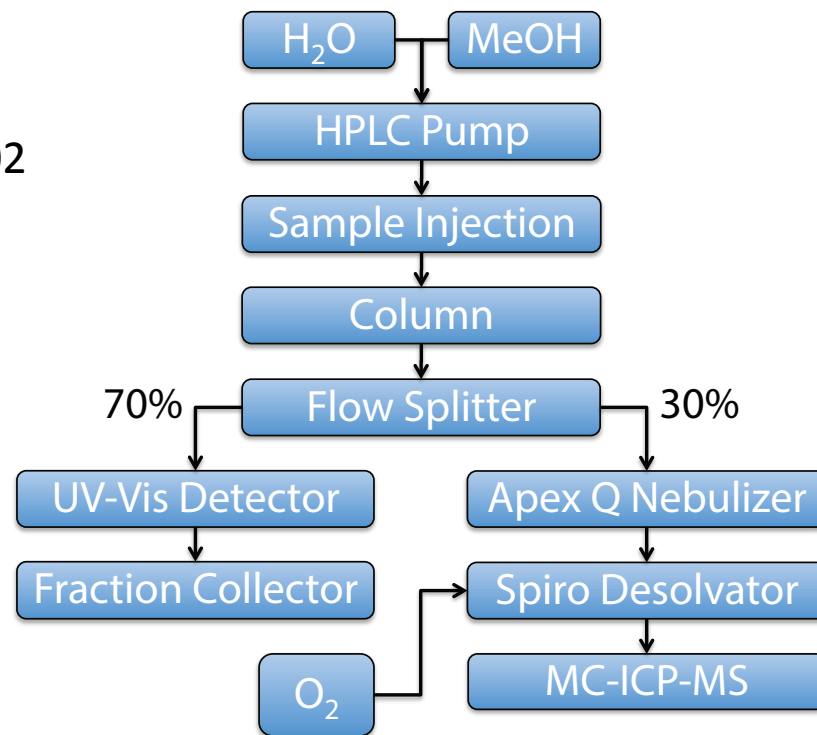 H₂O
MeOH
HPLC Pump
Sample Injection
Column
70%
Flow Splitter
30%
UV-Vis Detector
Apex Q Nebulizer
Fraction Collector
Spiro Desolvator
O₂
MC-ICP-MS